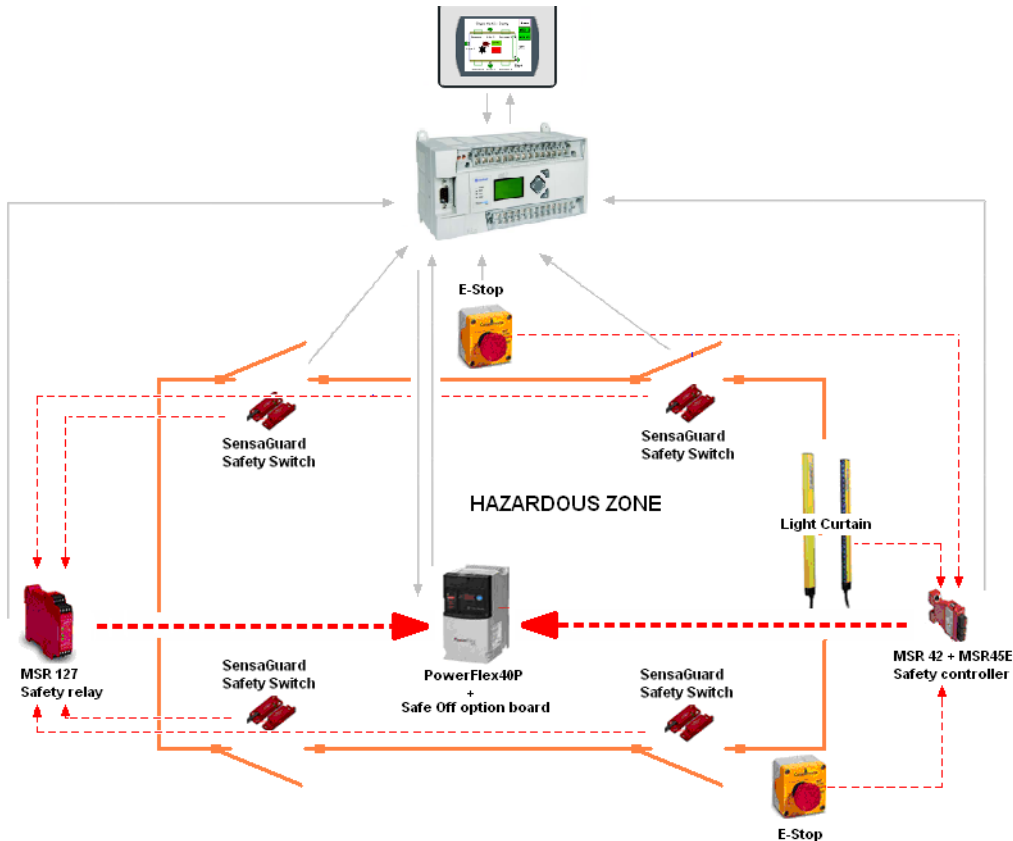 E-Stop
SensaGuard
Safety Switch
SensaGuard
Safety Switch
HAZARDOUS ZONE
Light Curtain
MSR 127
Safety relay
SensaGuard
Safety Switch
PowerFlex40P
+
Safe Off option board
SensaGuard
Safety Switch
MSR 42 + MSR45E
Safety controller
E-Stop